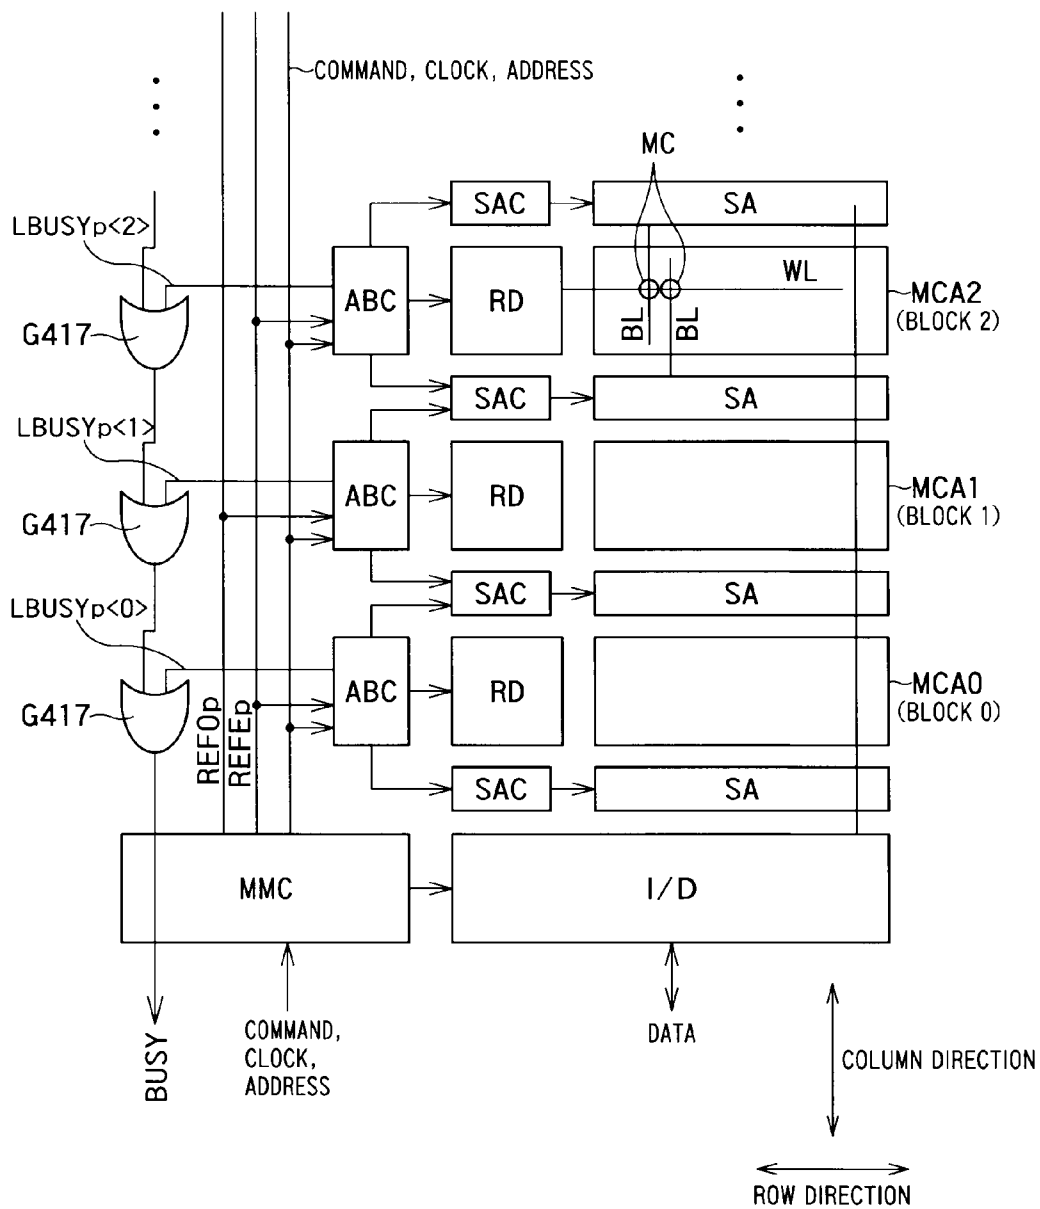 COMMAND, CLOCK, ADDRESS
MC
SAC
SA
LBUSYp<2>
ABC
RD
WL
MCA2
(BLOCK 2)
BL
BL
G417
SAC
SA
LBUSYp<1>
ABC
RD
MCA1
(BLOCK 1)
G417
SAC
SA
LBUSYp<0>
ABC
RD
MCA0
(BLOCK 0)
G417
REFOp
REFEp
SAC
SA
MMC
I/D
BUSY
COMMAND,
CLOCK,
ADDRESS
DATA
COLUMN DIRECTION
ROW DIRECTION